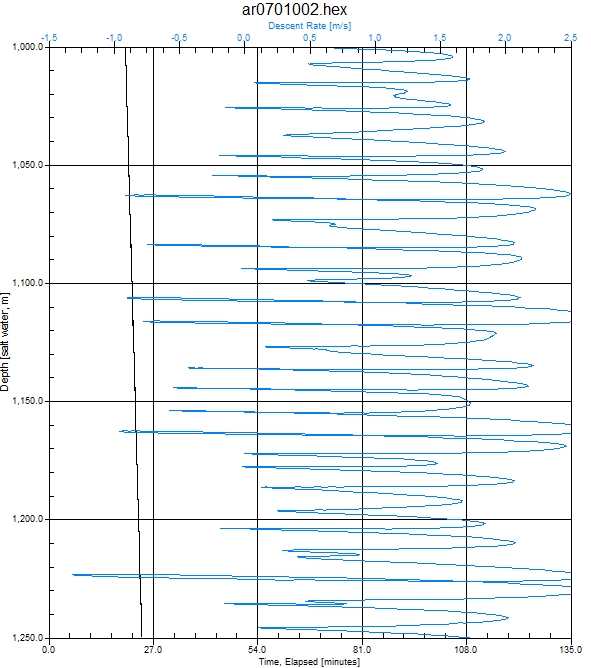 ar0701002.hex
Descent Rate [m/s]
-1.5 -1.0 -0.5 0.0 0.5 1.0 1.5 2.0 2.5
1,000.0
1,050.0
1,100.0
Depth [salt water, m]
1,150.0
1,200.0
1,250.0
0.0 27.0 54.0 81.0 108.0 135.0
Time, Elapsed [minutes]